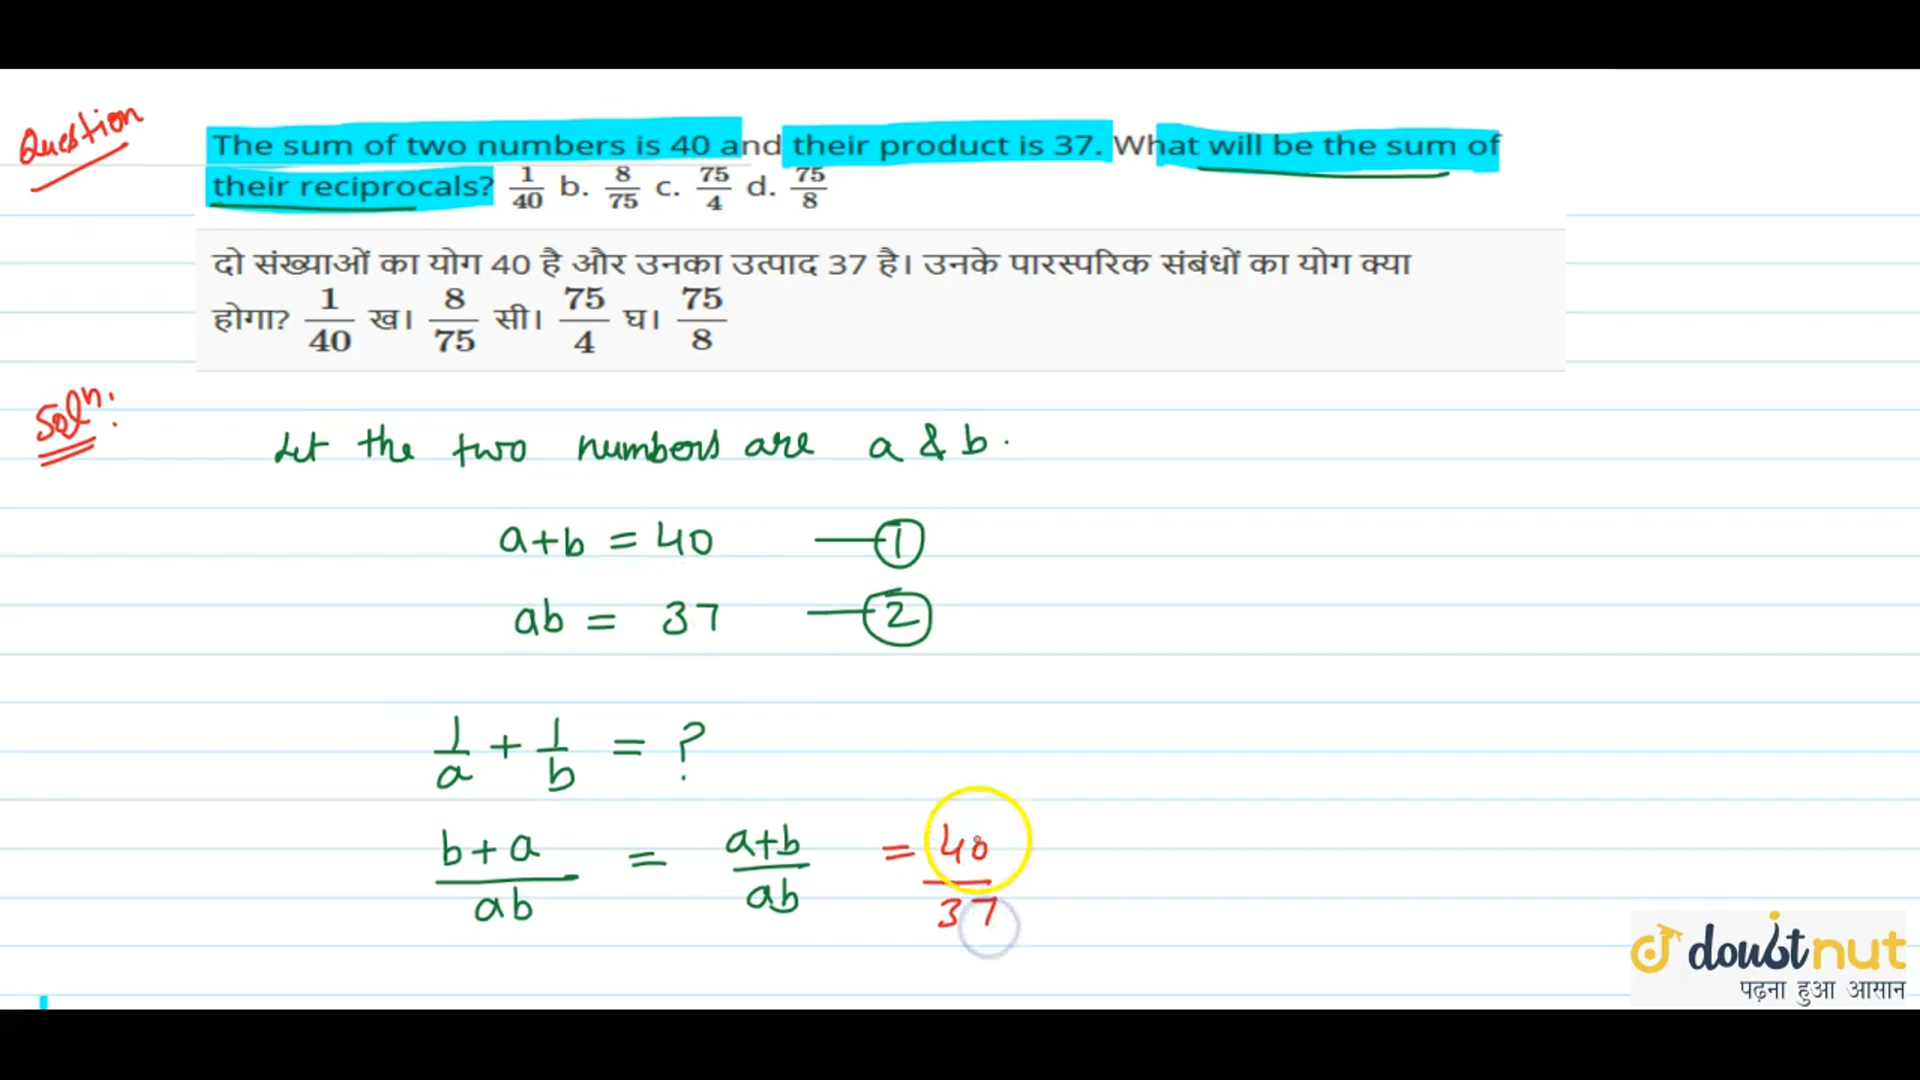 Question
The sum of two numbers is 40 and their product is 37. What will be the sum of
their reciprocals? 1/40 b. 8/75 c. 75/4 d. 75/8
दो संख्याओं का योग 40 है और उनका उत्पाद 37 है। उनके पारस्परिक संबंधों का योग क्या
होगा? 1/40 ख। 8/75 सी। 75/4 घ। 75/8
Solⁿ:
Let the two numbers are a & b.
a+b = 40 —①
ab = 37 —②
1/a + 1/b = ?
b+a/ab = a+b/ab = 40/37
doubtnut
पढ़ना हुआ आसान